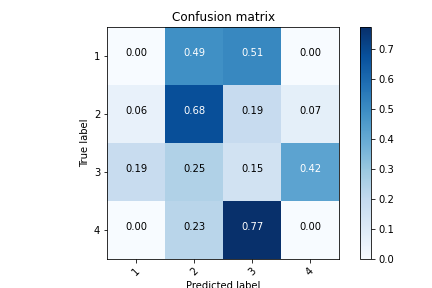 Confusion matrix
1 0.00 0.49 0.51 0.00
2 0.06 0.68 0.19 0.07
3 0.19 0.25 0.15 0.42
4 0.00 0.23 0.77 0.00
1 2 3 4
True label
Predicted label
0.7
0.6
0.5
0.4
0.3
0.2
0.1
0.0